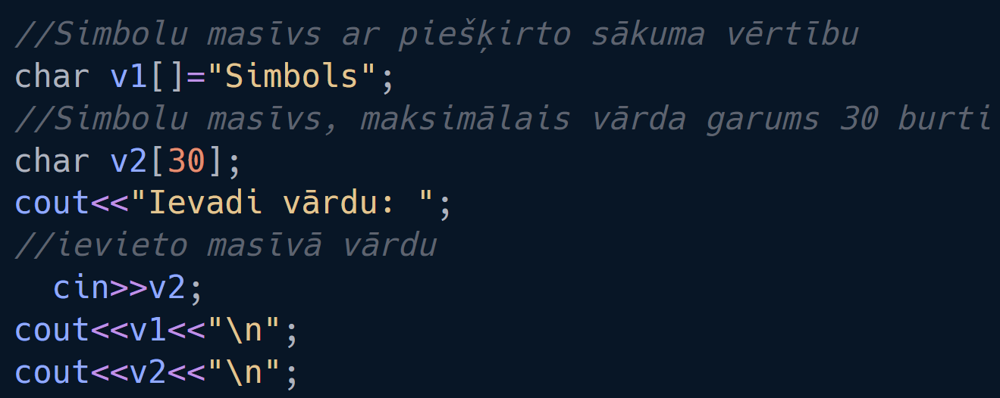 //Simbolu masīvs ar piešķirto sākuma vērtību
char v1[]="Simbols";
//Simbolu masīvs, maksimālais vārda garums 30 burti
char v2[30];
cout<<"Ievadi vārdu: ";
//ievieto masīvā vārdu
  cin>>v2;
cout<<v1<<"\n";
cout<<v2<<"\n";